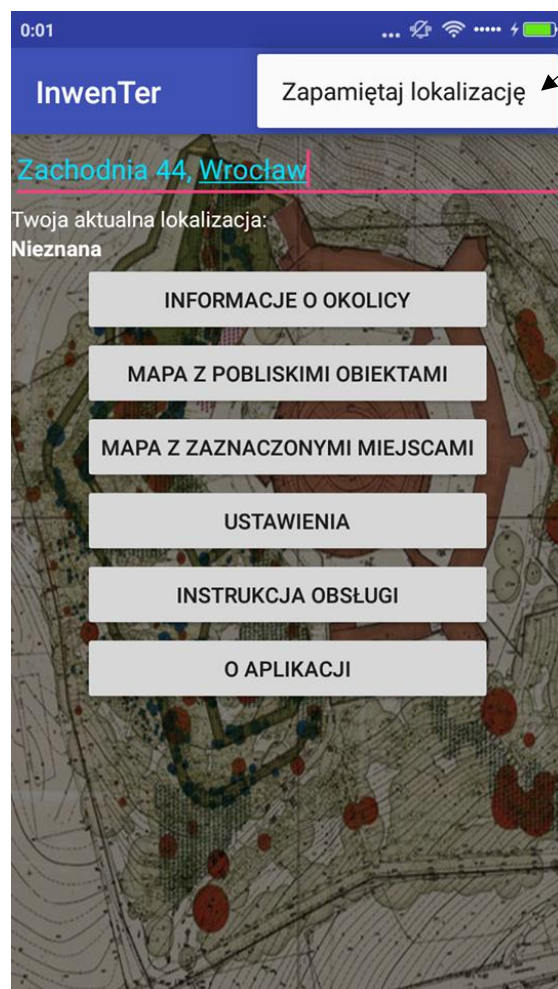 0:01
...
InwenTer
Zapamiętaj lokalizację
Zachodnia 44, Wrocław
Twoja aktualna lokalizacja:
Nieznana
INFORMACJE O OKOLICY
MAPA Z POBLISKIMI OBIEKTAMI
MAPA Z ZAZNACZONYMI MIEJSCAMI
USTAWIENIA
INSTRUKCJA OBSŁUGI
O APLIKACJI